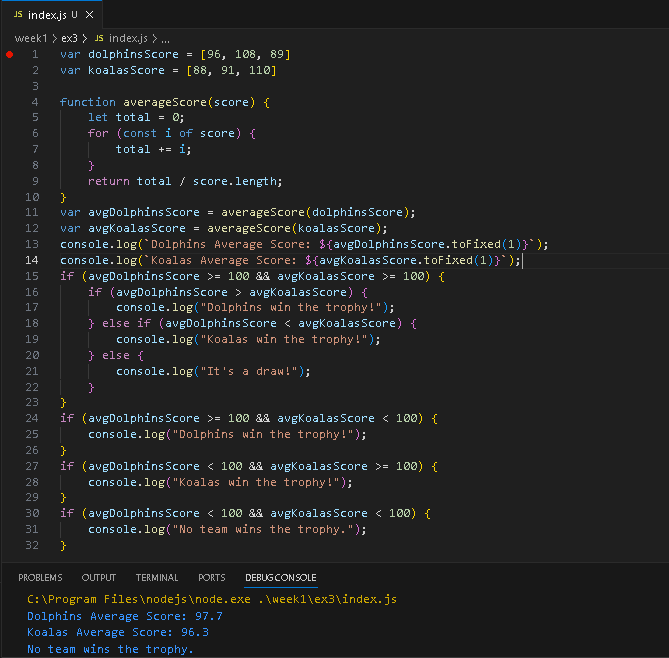 JS index.js U ×
week1 > ex3 > JS index.js > ...
1 var dolphinsScore = [96, 108, 89]
2 var koalasScore = [88, 91, 110]
3
4 function averageScore(score) {
5     let total = 0;
6     for (const i of score) {
7         total += i;
8     }
9     return total / score.length;
10 }
11 var avgDolphinsScore = averageScore(dolphinsScore);
12 var avgKoalasScore = averageScore(koalasScore);
13 console.log(`Dolphins Average Score: ${avgDolphinsScore.toFixed(1)}`);
14 console.log(`Koalas Average Score: ${avgKoalasScore.toFixed(1)}`);
15 if (avgDolphinsScore >= 100 && avgKoalasScore >= 100) {
16     if (avgDolphinsScore > avgKoalasScore) {
17         console.log("Dolphins win the trophy!");
18     } else if (avgDolphinsScore < avgKoalasScore) {
19         console.log("Koalas win the trophy!");
20     } else {
21         console.log("It's a draw!");
22     }
23 }
24 if (avgDolphinsScore >= 100 && avgKoalasScore < 100) {
25     console.log("Dolphins win the trophy!");
26 }
27 if (avgDolphinsScore < 100 && avgKoalasScore >= 100) {
28     console.log("Koalas win the trophy!");
29 }
30 if (avgDolphinsScore < 100 && avgKoalasScore < 100) {
31     console.log("No team wins the trophy.");
32 }
PROBLEMS OUTPUT TERMINAL PORTS DEBUG CONSOLE
C:\Program Files\nodejs\node.exe .\week1\ex3\index.js
Dolphins Average Score: 97.7
Koalas Average Score: 96.3
No team wins the trophy.